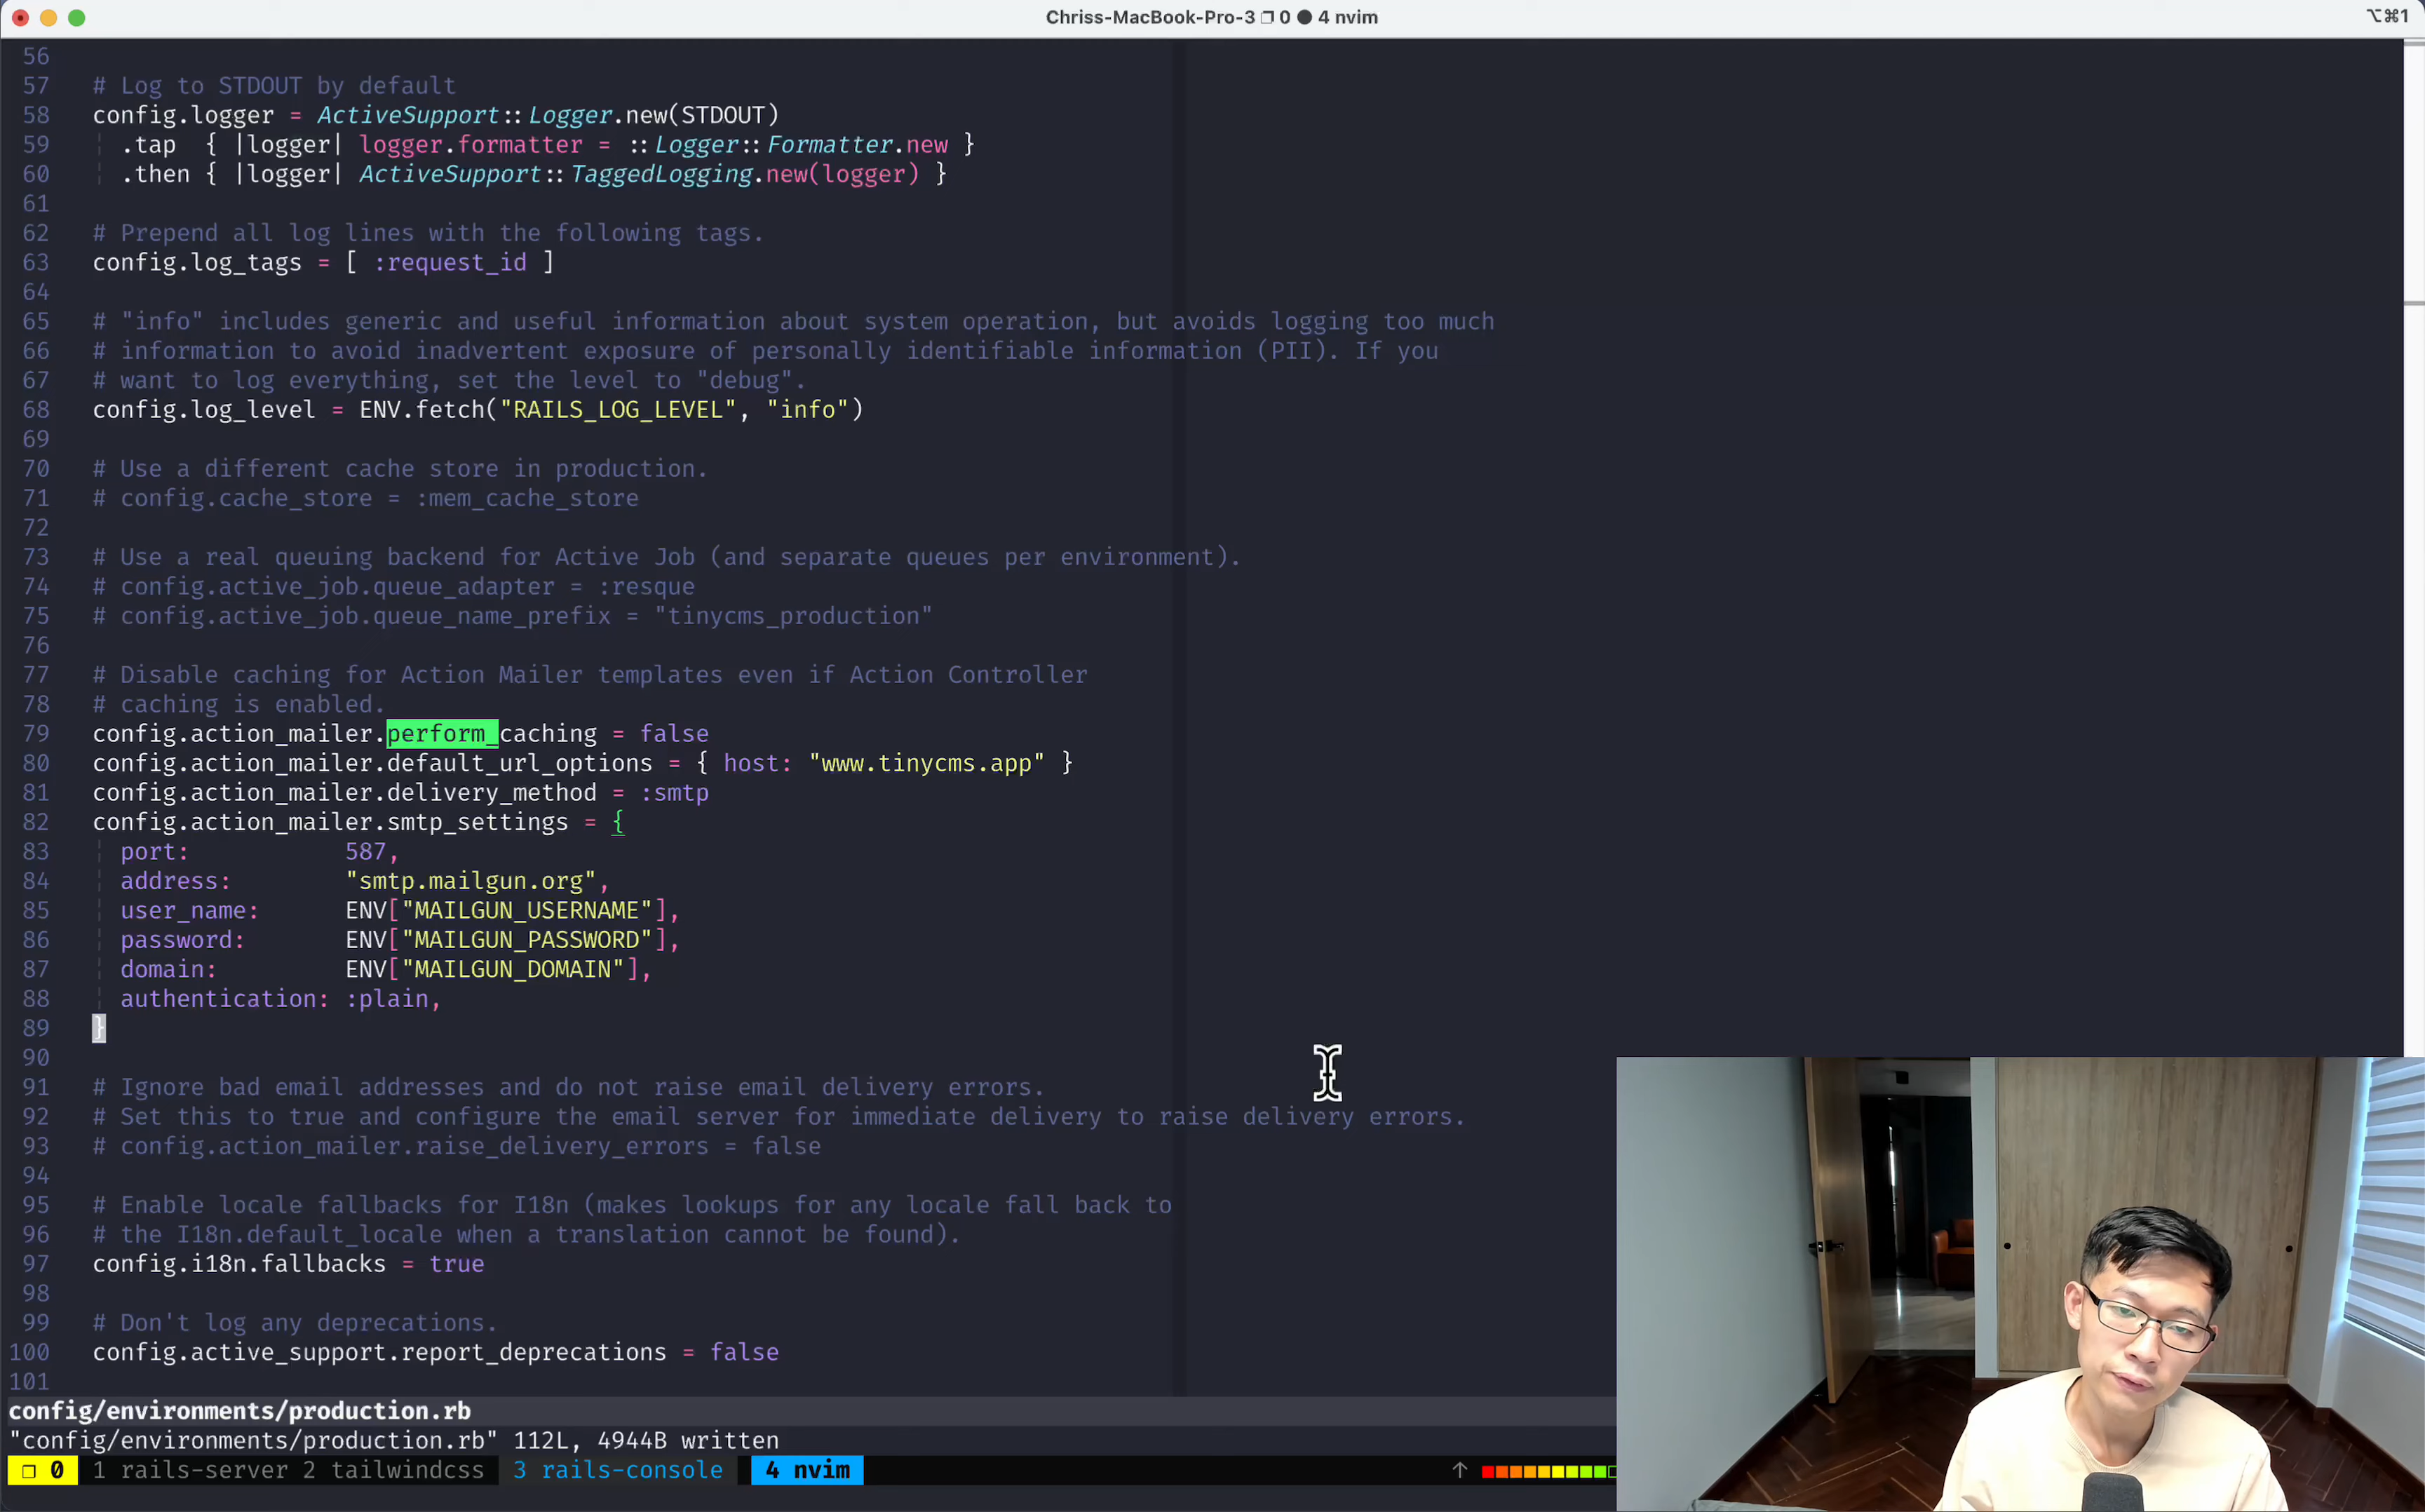 Chriss-MacBook-Pro-3 ❐ 0 ● 4 nvim
⌥⌘1
56
57 # Log to STDOUT by default
58 config.logger = ActiveSupport::Logger.new(STDOUT)
59 .tap  { |logger| logger.formatter = ::Logger::Formatter.new }
60 .then { |logger| ActiveSupport::TaggedLogging.new(logger) }
61
62 # Prepend all log lines with the following tags.
63 config.log_tags = [ :request_id ]
64
65 # "info" includes generic and useful information about system operation, but avoids logging too much
66 # information to avoid inadvertent exposure of personally identifiable information (PII). If you
67 # want to log everything, set the level to "debug".
68 config.log_level = ENV.fetch("RAILS_LOG_LEVEL", "info")
69
70 # Use a different cache store in production.
71 # config.cache_store = :mem_cache_store
72
73 # Use a real queuing backend for Active Job (and separate queues per environment).
74 # config.active_job.queue_adapter = :resque
75 # config.active_job.queue_name_prefix = "tinycms_production"
76
77 # Disable caching for Action Mailer templates even if Action Controller
78 # caching is enabled.
79 config.action_mailer.perform_caching = false
80 config.action_mailer.default_url_options = { host: "www.tinycms.app" }
81 config.action_mailer.delivery_method = :smtp
82 config.action_mailer.smtp_settings = {
83 port:           587,
84 address:        "smtp.mailgun.org",
85 user_name:      ENV["MAILGUN_USERNAME"],
86 password:       ENV["MAILGUN_PASSWORD"],
87 domain:         ENV["MAILGUN_DOMAIN"],
88 authentication: :plain,
89 }
90
91 # Ignore bad email addresses and do not raise email delivery errors.
92 # Set this to true and configure the email server for immediate delivery to raise delivery errors.
93 # config.action_mailer.raise_delivery_errors = false
94
95 # Enable locale fallbacks for I18n (makes lookups for any locale fall back to
96 # the I18n.default_locale when a translation cannot be found).
97 config.i18n.fallbacks = true
98
99 # Don't log any deprecations.
100 config.active_support.report_deprecations = false
101
config/environments/production.rb
"config/environments/production.rb" 112L, 4944B written
❐ 0 1 rails-server 2 tailwindcss 3 rails-console 4 nvim ↑